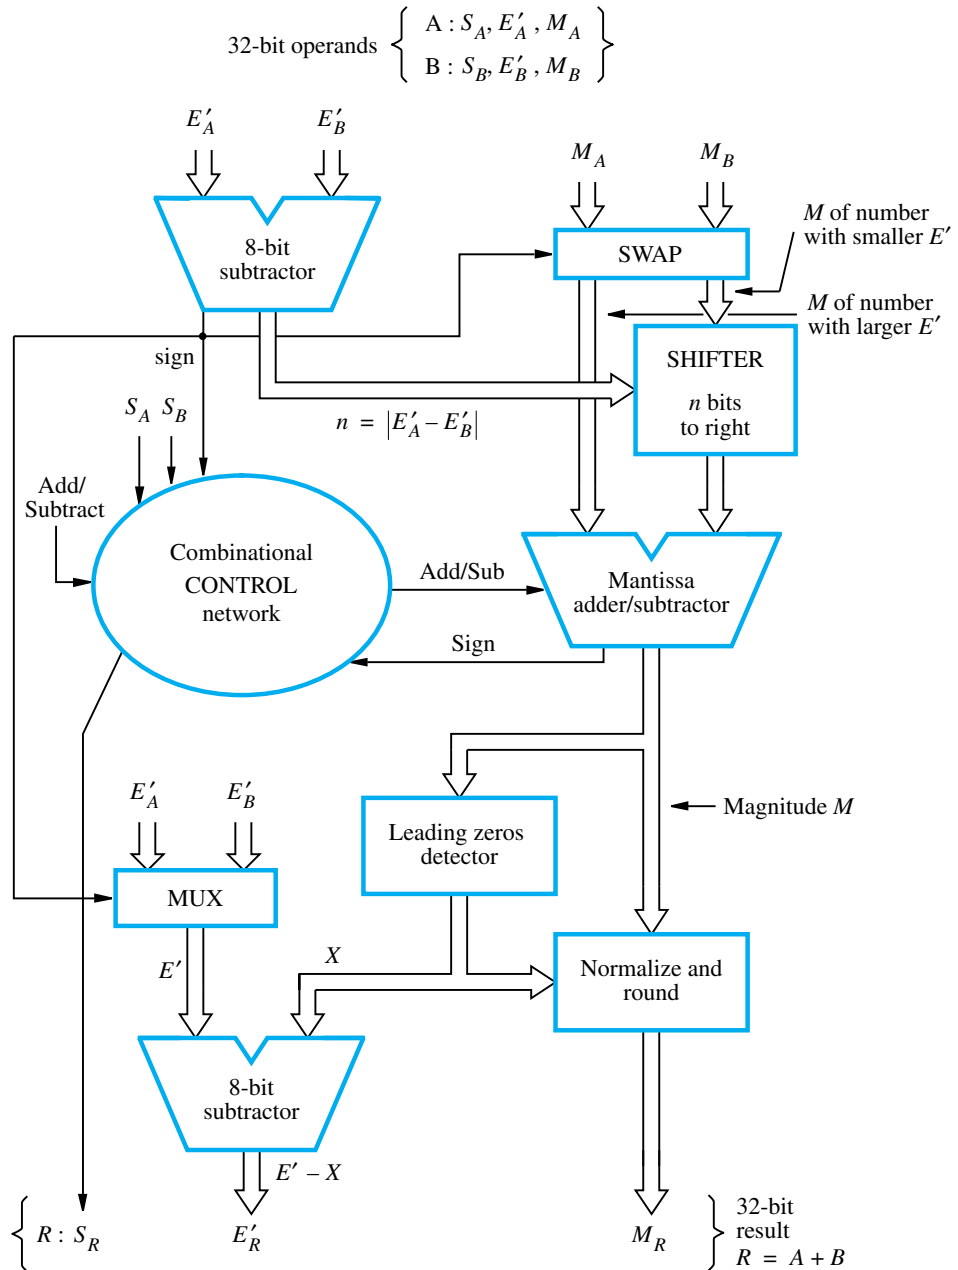 32-bit operands
A : S_A, E'_A , M_A
B : S_B, E'_B , M_B
E'_A
E'_B
M_A
M_B
8-bit
subtractor
SWAP
M of number
with smaller E'
M of number
with larger E'
sign
SHIFTER
n bits
to right
n = |E'_A – E'_B|
S_A S_B
Add/
Subtract
Combinational
CONTROL
network
Add/Sub
Mantissa
adder/subtractor
Sign
E'_A
E'_B
Leading zeros
detector
Magnitude M
MUX
E'
X
Normalize and
round
8-bit
subtractor
E' – X
R : S_R
E'_R
M_R
32-bit
result
R = A + B